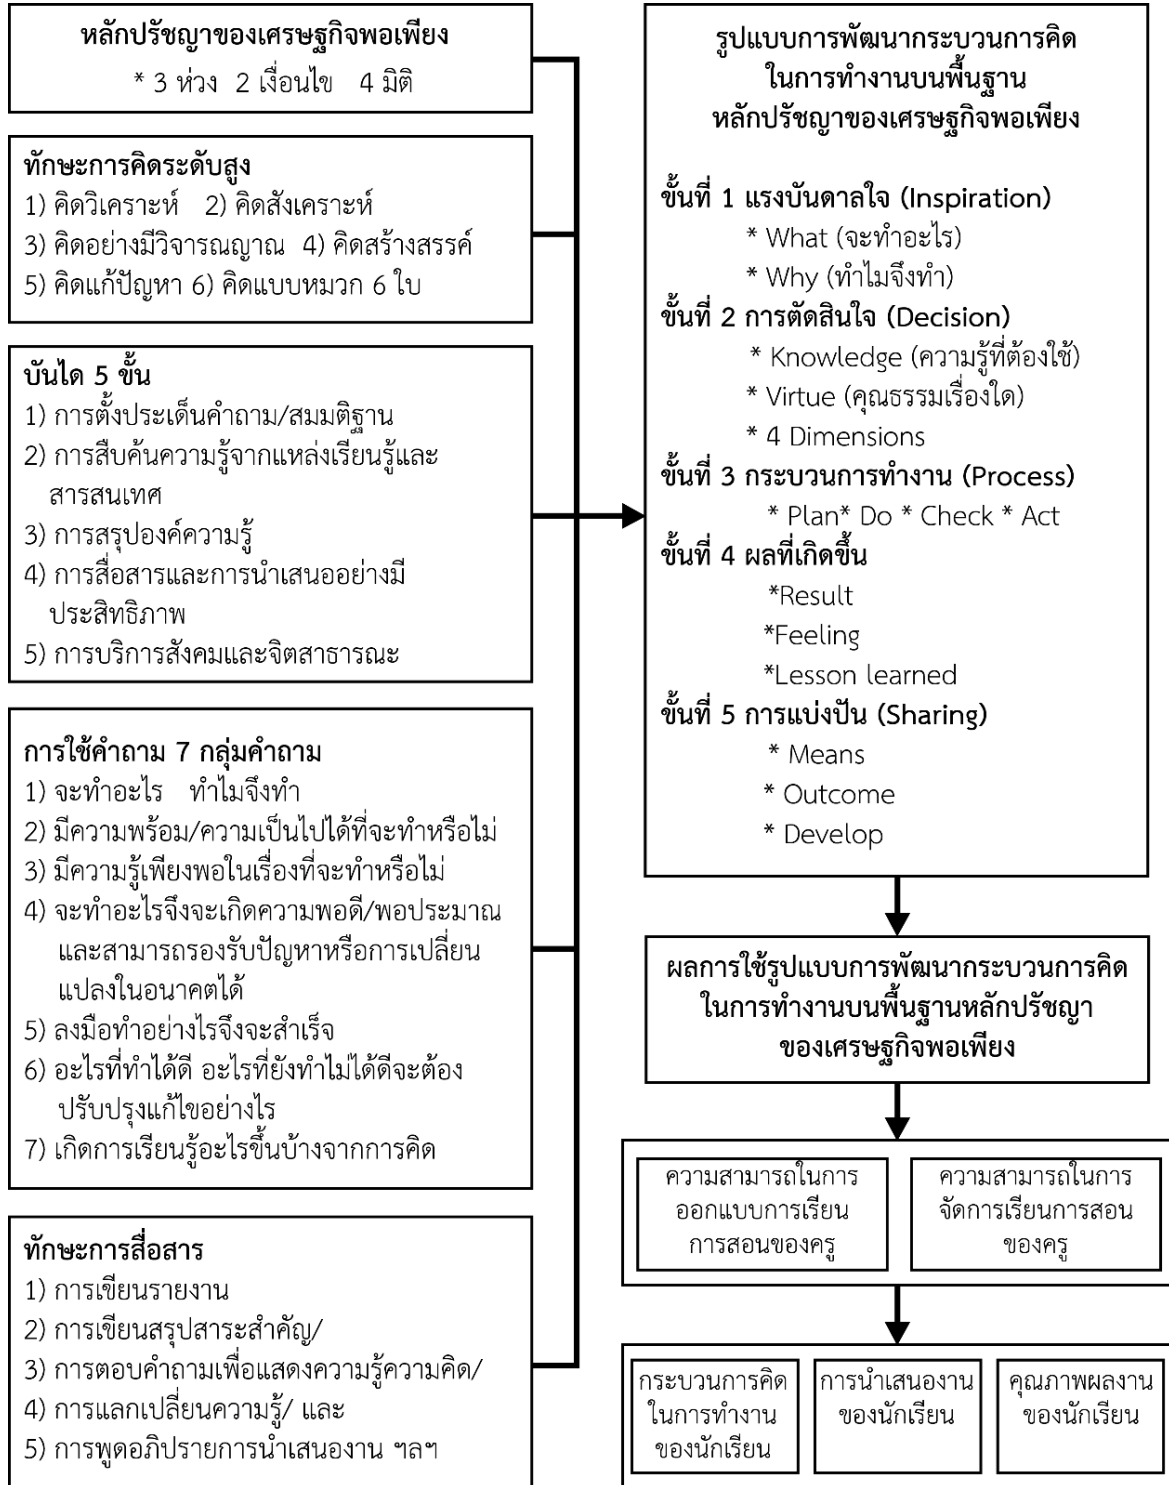 หลักปรัชญาของเศรษฐกิจพอเพียง
* 3 ห่วง 2 เงื่อนไข 4 มิติ
ทักษะการคิดระดับสูง
1) คิดวิเคราะห์ 2) คิดสังเคราะห์
3) คิดอย่างมีวิจารณญาณ 4) คิดสร้างสรรค์
5) คิดแก้ปัญหา 6) คิดแบบหมวก 6 ใบ
บันได 5 ขั้น
1) การตั้งประเด็นคำถาม/สมมติฐาน
2) การสืบค้นความรู้จากแหล่งเรียนรู้และ
สารสนเทศ
3) การสรุปองค์ความรู้
4) การสื่อสารและการนำเสนออย่างมี
ประสิทธิภาพ
5) การบริการสังคมและจิตสาธารณะ
การใช้คำถาม 7 กลุ่มคำถาม
1) จะทำอะไร ทำไมจึงทำ
2) มีความพร้อม/ความเป็นไปได้ที่จะทำหรือไม่
3) มีความรู้เพียงพอในเรื่องที่จะทำหรือไม่
4) จะทำอะไรจึงจะเกิดความพอดี/พอประมาณ
และสามารถรองรับปัญหาหรือการเปลี่ยน
แปลงในอนาคตได้
5) ลงมือทำอย่างไรจึงจะสำเร็จ
6) อะไรที่ทำได้ดี อะไรที่ยังทำไม่ได้ดีจะต้อง
ปรับปรุงแก้ไขอย่างไร
7) เกิดการเรียนรู้อะไรขึ้นบ้างจากการคิด
ทักษะการสื่อสาร
1) การเขียนรายงาน
2) การเขียนสรุปสาระสำคัญ/
3) การตอบคำถามเพื่อแสดงความรู้ความคิด/
4) การแลกเปลี่ยนความรู้/ และ
5) การพูดอภิปรายการนำเสนองาน ฯลฯ
รูปแบบการพัฒนากระบวนการคิด
ในการทำงานบนพื้นฐาน
หลักปรัชญาของเศรษฐกิจพอเพียง
ขั้นที่ 1 แรงบันดาลใจ (Inspiration)
* What (จะทำอะไร)
* Why (ทำไมจึงทำ)
ขั้นที่ 2 การตัดสินใจ (Decision)
* Knowledge (ความรู้ที่ต้องใช้)
* Virtue (คุณธรรมเรื่องใด)
* 4 Dimensions
ขั้นที่ 3 กระบวนการทำงาน (Process)
* Plan* Do * Check * Act
ขั้นที่ 4 ผลที่เกิดขึ้น
*Result
*Feeling
*Lesson learned
ขั้นที่ 5 การแบ่งปัน (Sharing)
* Means
* Outcome
* Develop
ผลการใช้รูปแบบการพัฒนากระบวนการคิด
ในการทำงานบนพื้นฐานหลักปรัชญา
ของเศรษฐกิจพอเพียง
ความสามารถในการ
ออกแบบการเรียน
การสอนของครู
ความสามารถในการ
จัดการเรียนการสอน
ของครู
กระบวนการคิด
ในการทำงาน
ของนักเรียน
การนำเสนองาน
ของนักเรียน
คุณภาพผลงาน
ของนักเรียน